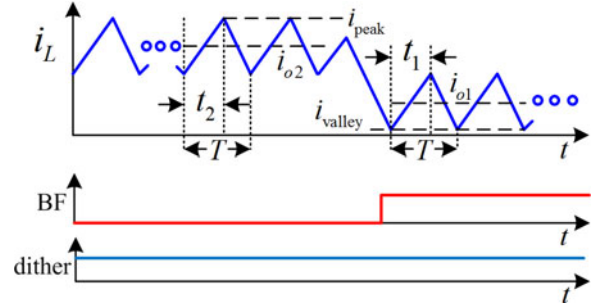 i_L
i_peak
t_1
i_o2
i_o1
t_2
i_valley
T
T
t
BF
t
dither
t